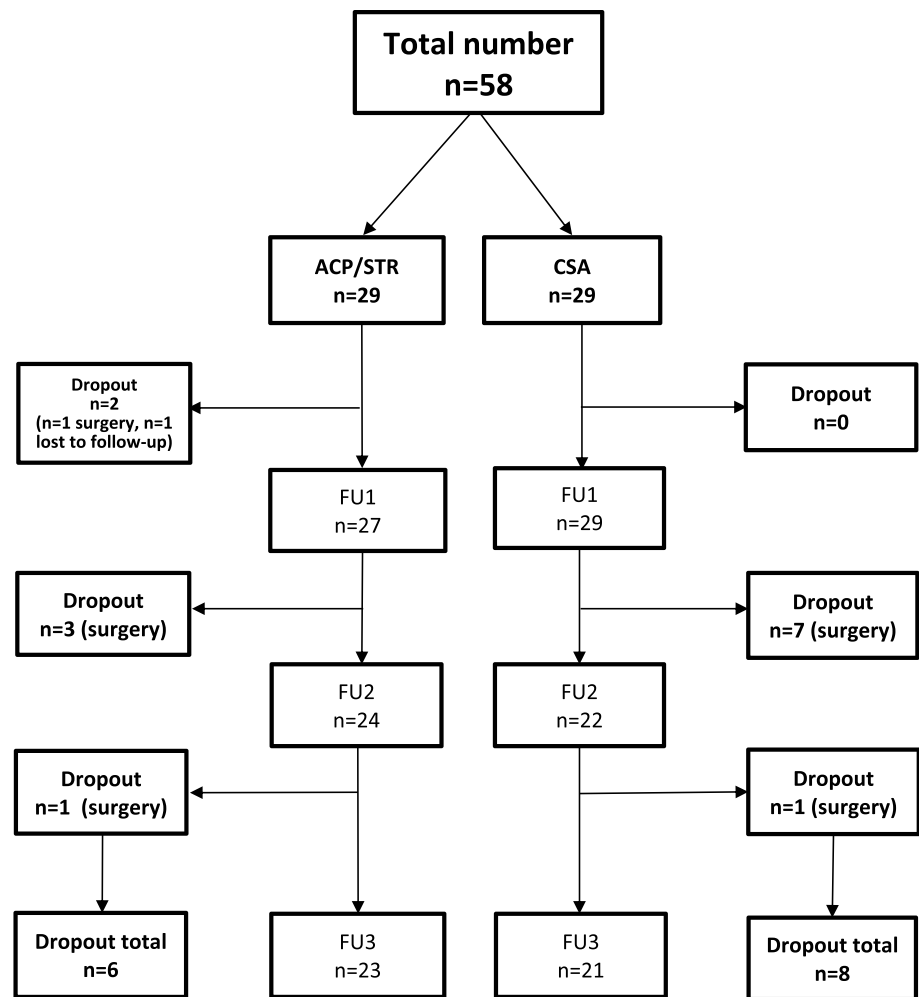 Total number
n=58
ACP/STR
n=29
CSA
n=29
Dropout
n=2
(n=1 surgery, n=1
lost to follow-up)
Dropout
n=0
FU1
n=27
FU1
n=29
Dropout
n=3 (surgery)
Dropout
n=7 (surgery)
FU2
n=24
FU2
n=22
Dropout
n=1 (surgery)
Dropout
n=1 (surgery)
Dropout total
n=6
FU3
n=23
FU3
n=21
Dropout total
n=8